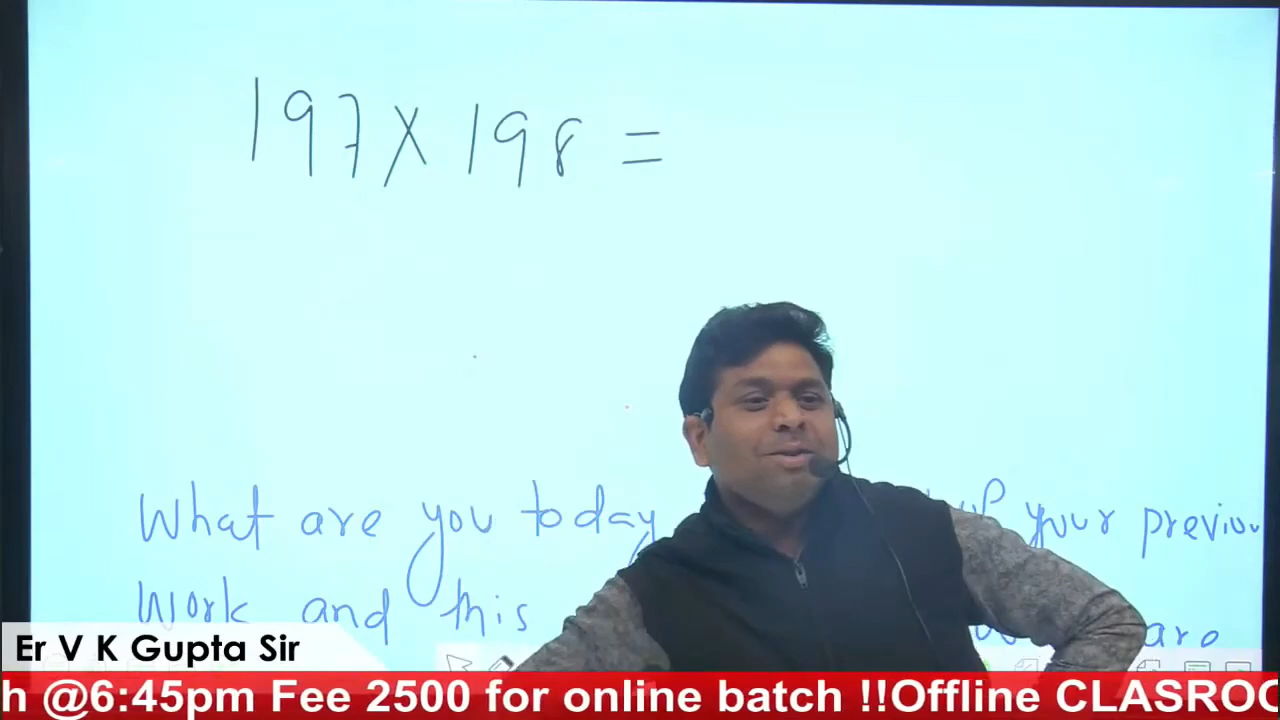 197 X 198 =
What are you today your previou
Work and this are
Er V K Gupta Sir
h @6:45pm Fee 2500 for online batch !!Offline CLASROO